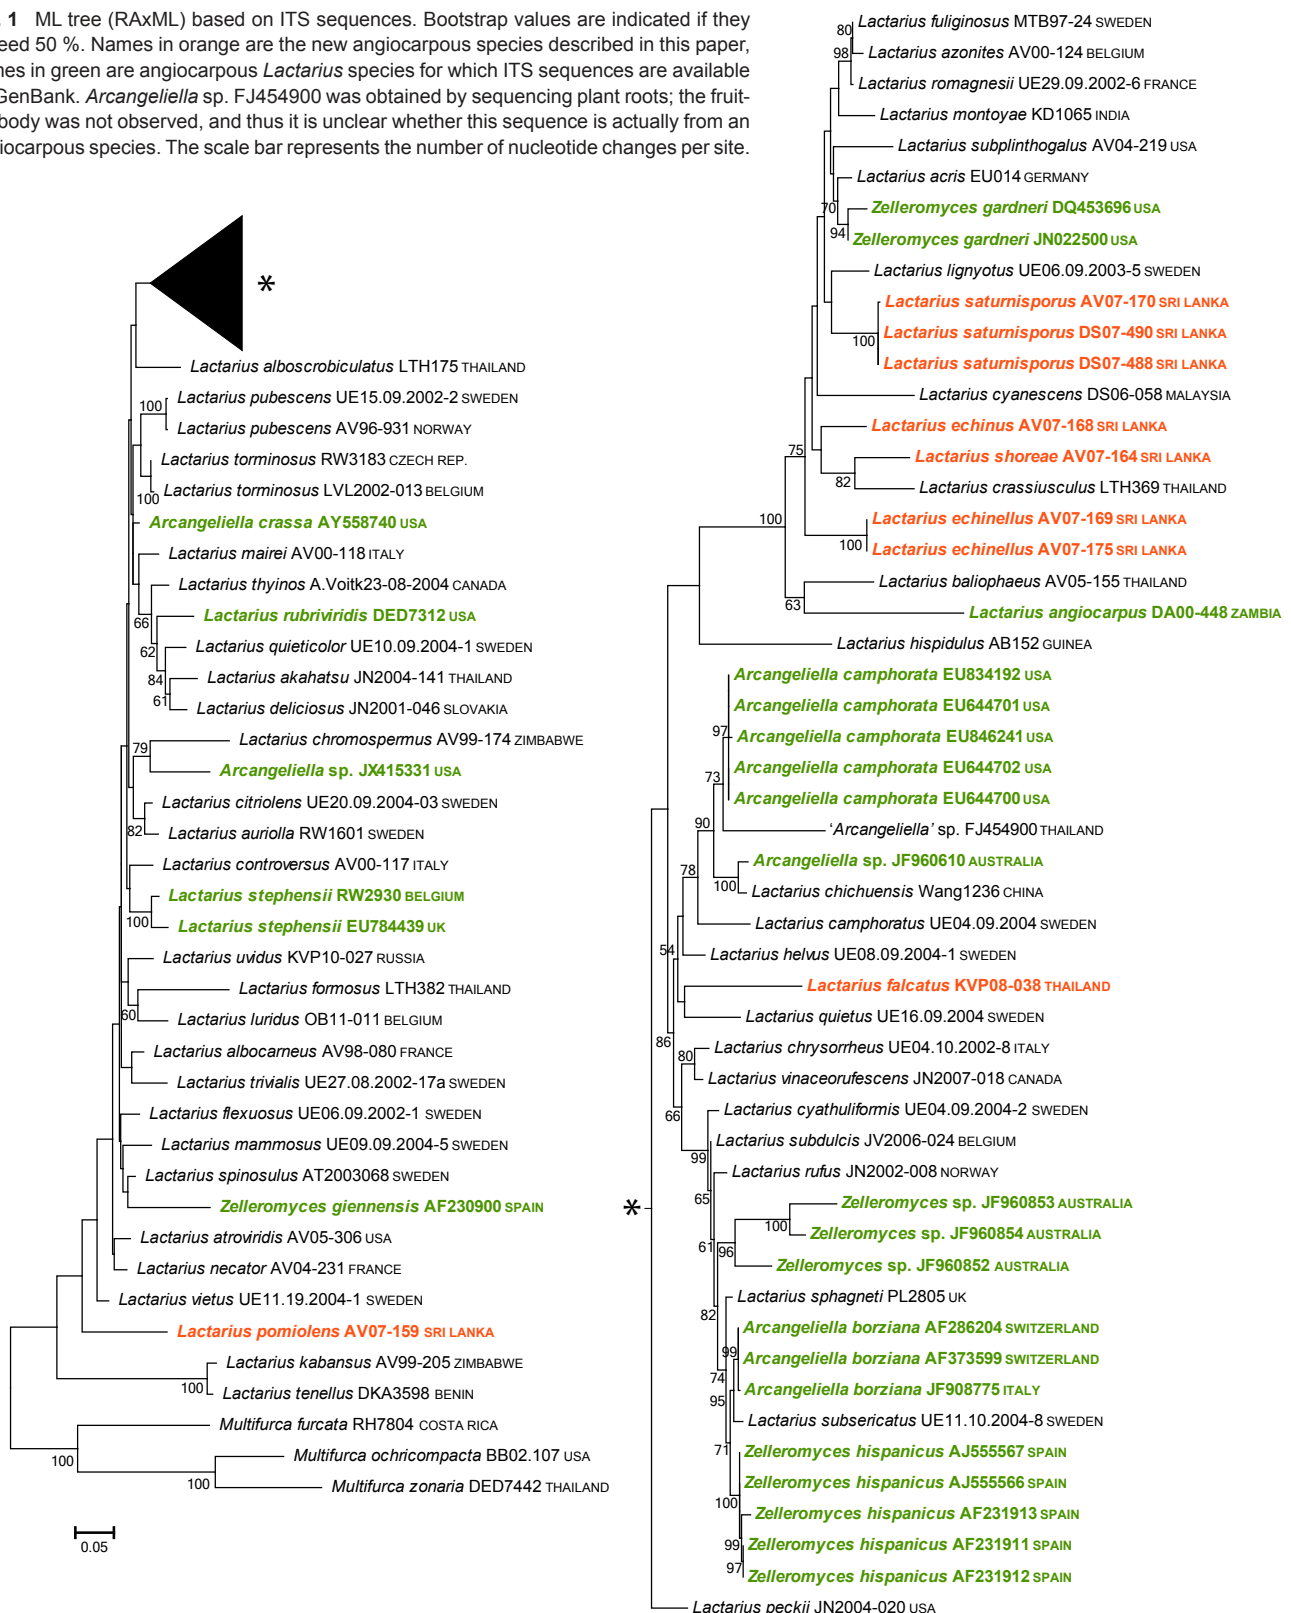 . 1 ML tree (RAxML) based on ITS sequences. Bootstrap values are indicated if they
eed 50 %. Names in orange are the new angiocarpous species described in this paper,
nes in green are angiocarpous Lactarius species for which ITS sequences are available
GenBank. Arcangeliella sp. FJ454900 was obtained by sequencing plant roots; the fruit-
body was not observed, and thus it is unclear whether this sequence is actually from an
iocarpous species. The scale bar represents the number of nucleotide changes per site.
*
Lactarius alboscrobiculatus LTH175 THAILAND
Lactarius pubescens UE15.09.2002-2 SWEDEN
100
Lactarius pubescens AV96-931 NORWAY
Lactarius torminosus RW3183 CZECH REP.
Lactarius torminosus LVL2002-013 BELGIUM
100
Arcangeliella crassa AY558740 USA
Lactarius mairei AV00-118 ITALY
Lactarius thyinos A.Voitk23-08-2004 CANADA
Lactarius rubriviridis DED7312 USA
66
Lactarius quieticolor UE10.09.2004-1 SWEDEN
62
Lactarius akahatsu JN2004-141 THAILAND
84
61
Lactarius deliciosus JN2001-046 SLOVAKIA
Lactarius chromospermus AV99-174 ZIMBABWE
79
Arcangeliella sp. JX415331 USA
Lactarius citriolens UE20.09.2004-03 SWEDEN
82
Lactarius auriolla RW1601 SWEDEN
Lactarius controversus AV00-117 ITALY
Lactarius stephensii RW2930 BELGIUM
100
Lactarius stephensii EU784439 UK
Lactarius uvidus KVP10-027 RUSSIA
Lactarius formosus LTH382 THAILAND
60
Lactarius luridus OB11-011 BELGIUM
Lactarius albocarneus AV98-080 FRANCE
Lactarius trivialis UE27.08.2002-17a SWEDEN
Lactarius flexuosus UE06.09.2002-1 SWEDEN
Lactarius mammosus UE09.09.2004-5 SWEDEN
Lactarius spinosulus AT2003068 SWEDEN
Zelleromyces giennensis AF230900 SPAIN
Lactarius atroviridis AV05-306 USA
Lactarius necator AV04-231 FRANCE
Lactarius vietus UE11.19.2004-1 SWEDEN
Lactarius pomiolens AV07-159 SRI LANKA
Lactarius kabansus AV99-205 ZIMBABWE
100
Lactarius tenellus DKA3598 BENIN
Multifurca furcata RH7804 COSTA RICA
100
Multifurca ochricompacta BB02.107 USA
100
Multifurca zonaria DED7442 THAILAND
0.05
Lactarius fuliginosus MTB97-24 SWEDEN
80
98
Lactarius azonites AV00-124 BELGIUM
Lactarius romagnesii UE29.09.2002-6 FRANCE
Lactarius montoyae KD1065 INDIA
Lactarius subplinthogalus AV04-219 USA
Lactarius acris EU014 GERMANY
70
Zelleromyces gardneri DQ453696 USA
94
Zelleromyces gardneri JN022500 USA
Lactarius lignyotus UE06.09.2003-5 SWEDEN
Lactarius saturnisporus AV07-170 SRI LANKA
Lactarius saturnisporus DS07-490 SRI LANKA
100
Lactarius saturnisporus DS07-488 SRI LANKA
Lactarius cyanescens DS06-058 MALAYSIA
Lactarius echinus AV07-168 SRI LANKA
75
Lactarius shoreae AV07-164 SRI LANKA
82
Lactarius crassiusculus LTH369 THAILAND
100
Lactarius echinellus AV07-169 SRI LANKA
100
Lactarius echinellus AV07-175 SRI LANKA
Lactarius baliophaeus AV05-155 THAILAND
63
Lactarius angiocarpus DA00-448 ZAMBIA
Lactarius hispidulus AB152 GUINEA
Arcangeliella camphorata EU834192 USA
Arcangeliella camphorata EU644701 USA
97
Arcangeliella camphorata EU846241 USA
73
Arcangeliella camphorata EU644702 USA
Arcangeliella camphorata EU644700 USA
90
'Arcangeliella' sp. FJ454900 THAILAND
78
Arcangeliella sp. JF960610 AUSTRALIA
100
Lactarius chichuensis Wang1236 CHINA
Lactarius camphoratus UE04.09.2004 SWEDEN
54
Lactarius helvus UE08.09.2004-1 SWEDEN
Lactarius falcatus KVP08-038 THAILAND
Lactarius quietus UE16.09.2004 SWEDEN
86
80
Lactarius chrysorrheus UE04.10.2002-8 ITALY
Lactarius vinaceorufescens JN2007-018 CANADA
66
Lactarius cyathuliformis UE04.09.2004-2 SWEDEN
Lactarius subdulcis JV2006-024 BELGIUM
99
Lactarius rufus JN2002-008 NORWAY
65
*
Zelleromyces sp. JF960853 AUSTRALIA
100
Zelleromyces sp. JF960854 AUSTRALIA
61
96
Zelleromyces sp. JF960852 AUSTRALIA
Lactarius sphagneti PL2805 UK
82
Arcangeliella borziana AF286204 SWITZERLAND
99
Arcangeliella borziana AF373599 SWITZERLAND
74
Arcangeliella borziana JF908775 ITALY
95
Lactarius subsericatus UE11.10.2004-8 SWEDEN
71
Zelleromyces hispanicus AJ555567 SPAIN
Zelleromyces hispanicus AJ555566 SPAIN
100
Zelleromyces hispanicus AF231913 SPAIN
99
Zelleromyces hispanicus AF231911 SPAIN
97
Zelleromyces hispanicus AF231912 SPAIN
Lactarius peckii JN2004-020 USA